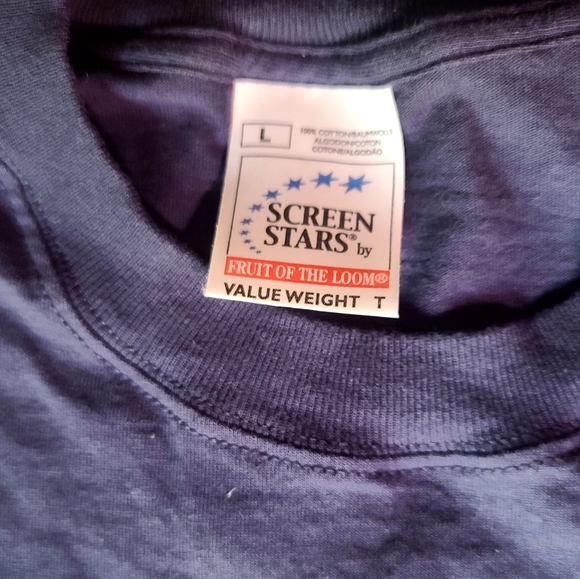 L
100% COTTON/BAUMWOLLE
ALGODON/COTON
COTONE/ALGODÃO
SCREEN
STARS® by
FRUIT OF THE LOOM®
VALUE WEIGHT T